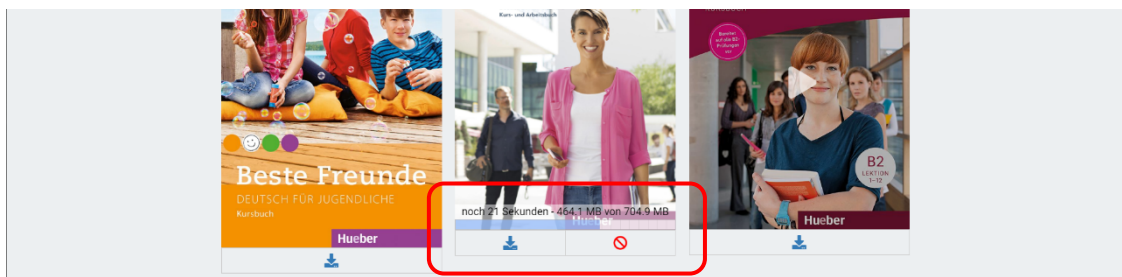 Beste Freunde
DEUTSCH FÜR JUGENDLICHE
Kursbuch
Hueber
Kurs- und Arbeitsbuch
noch 21 Sekunden - 464.1 MB von 704.9 MB
Hueber
B2
LEKTION
1–12
Hueber